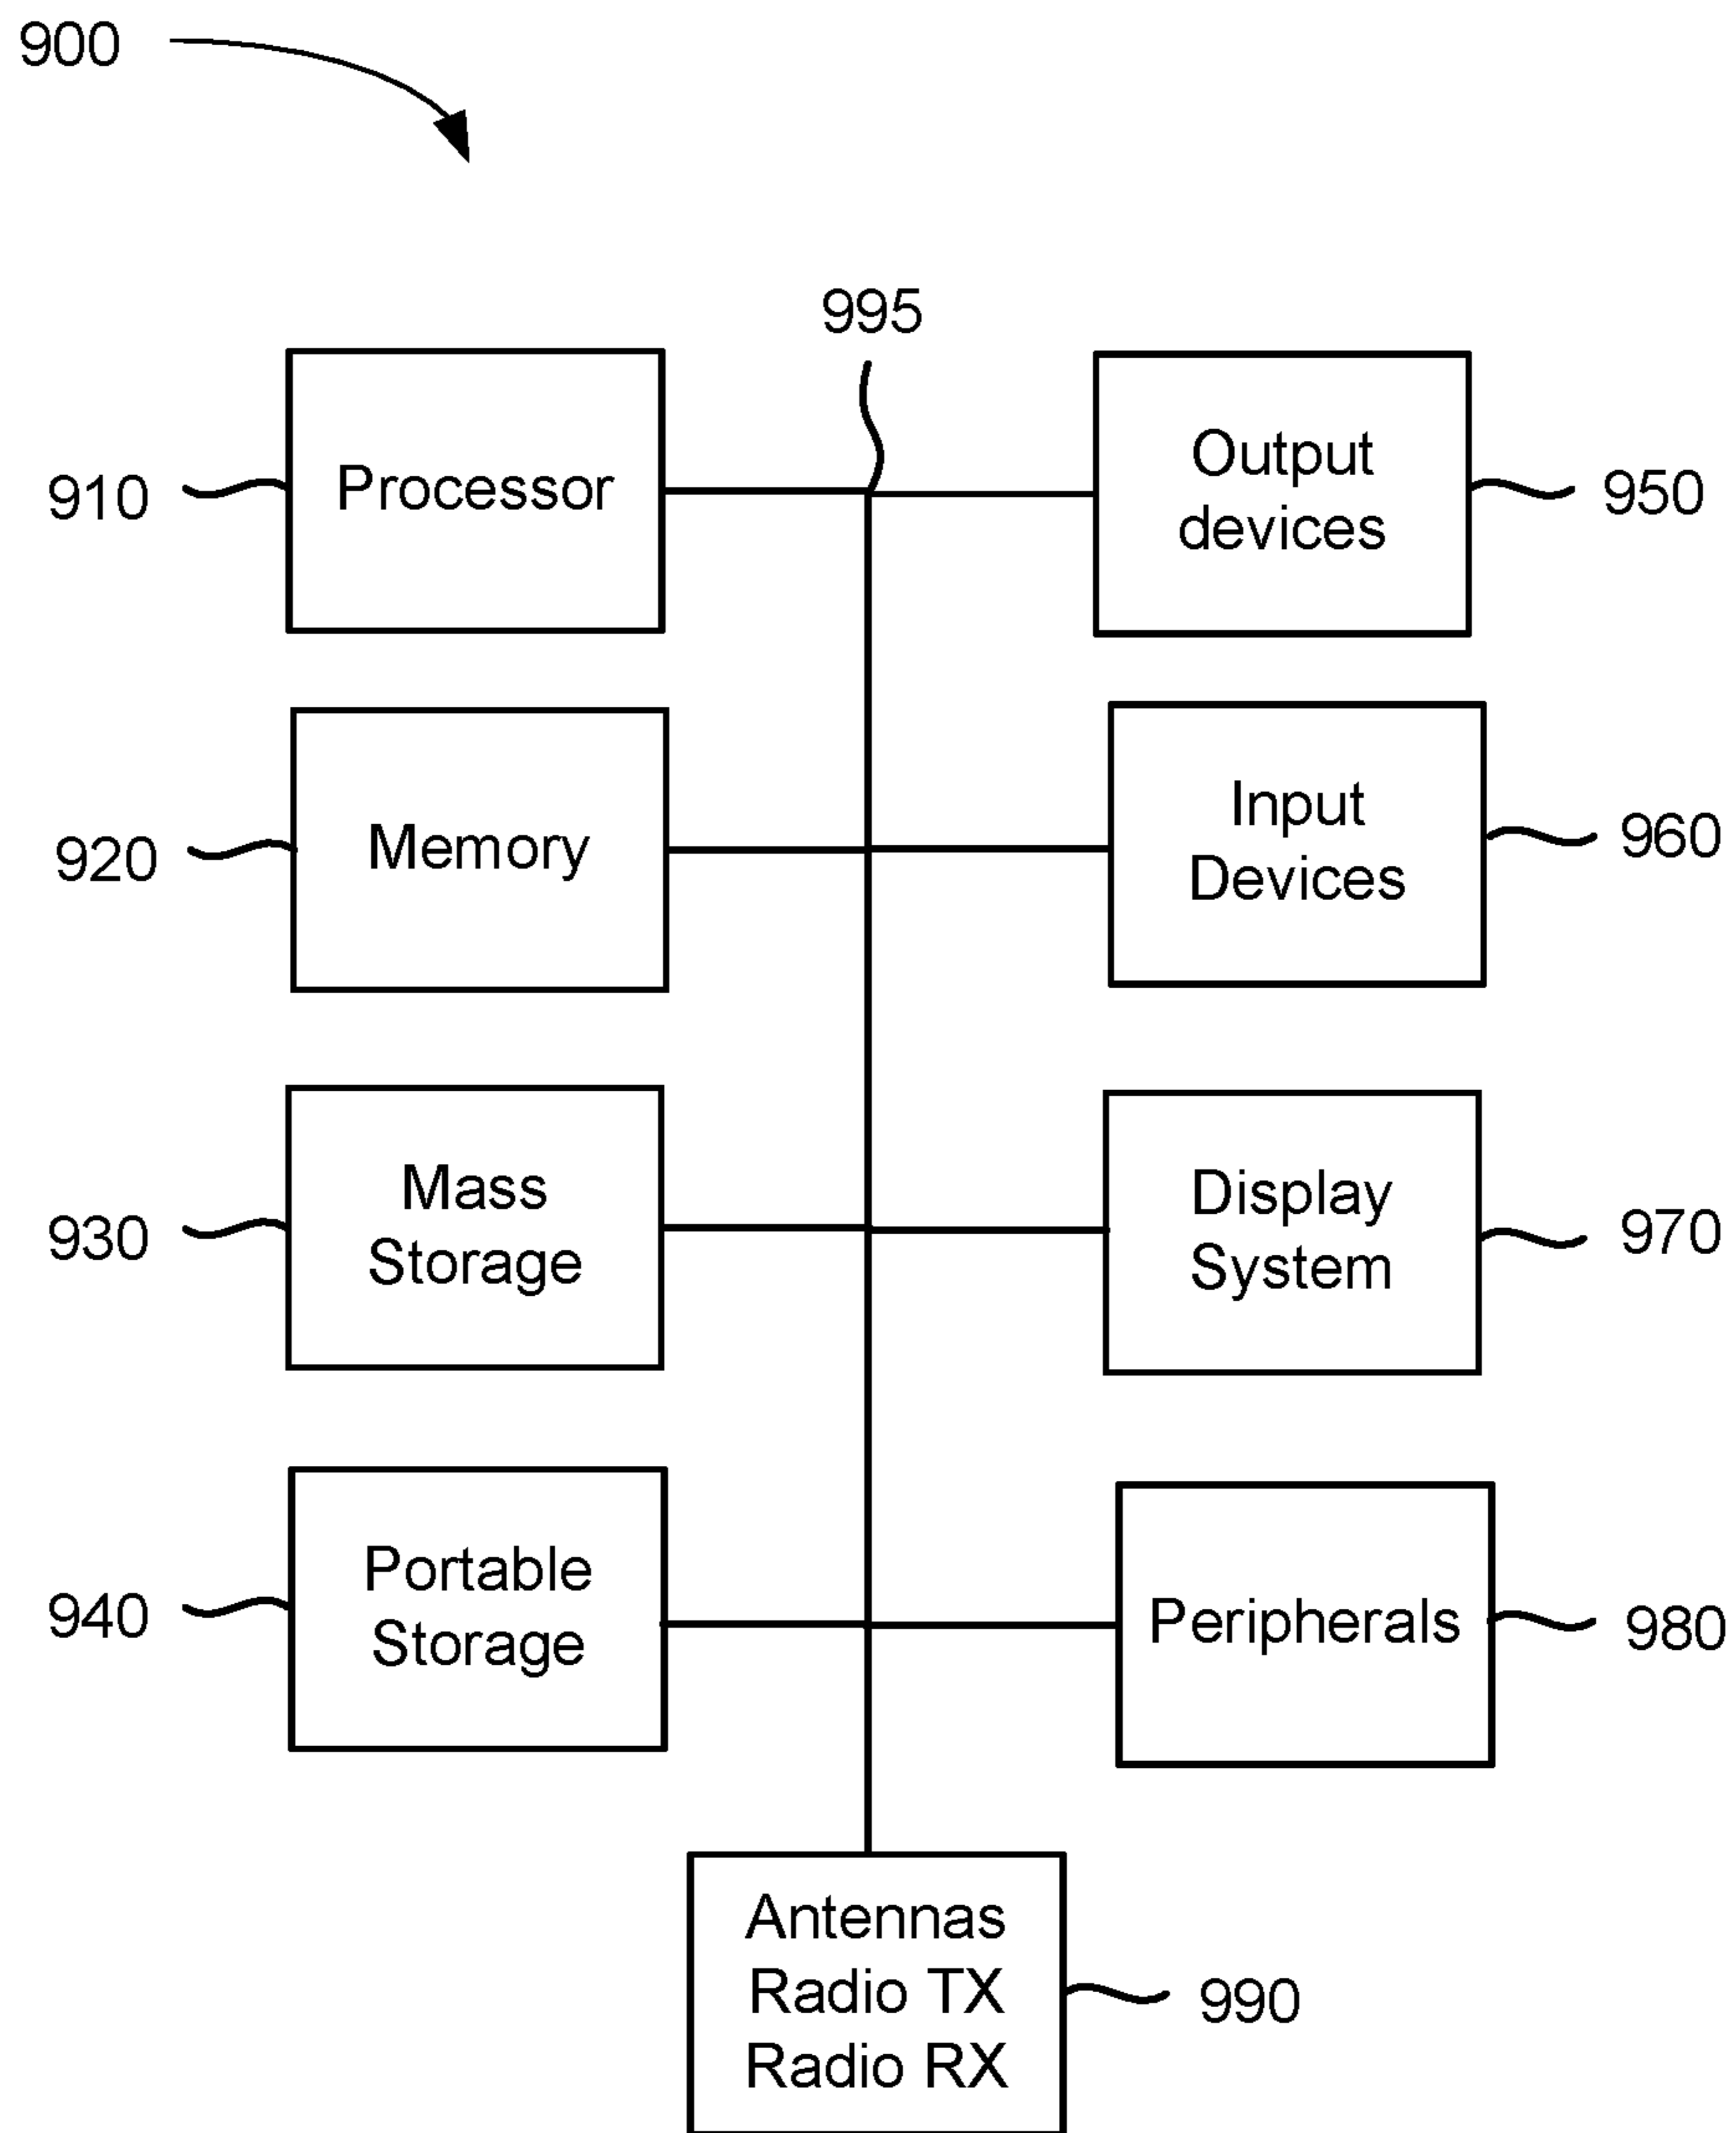 900
995
910
Processor
Output
devices
950
920
Memory
Input
Devices
960
930
Mass
Storage
Display
System
970
940
Portable
Storage
Peripherals
980
Antennas
Radio TX
Radio RX
990